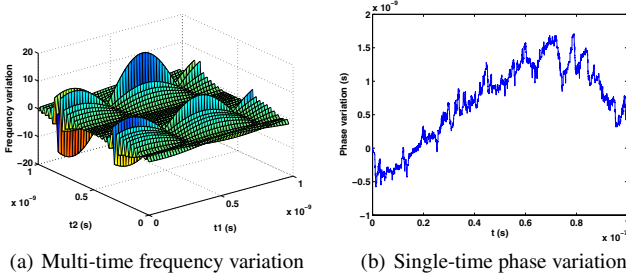 20
10
0
−10
−20
Frequency variation
1
x 10⁻⁹
0.5
t2 (s)
0
0
0.5
t1 (s)
1
x 10⁻⁹
(a) Multi-time frequency variation
x 10⁻⁹
2
1.5
1
0.5
0
−0.5
−1
Phase variation (s)
0
0.2
0.4
0.6
0.8
t (s)
x 10⁻
(b) Single-time phase variation